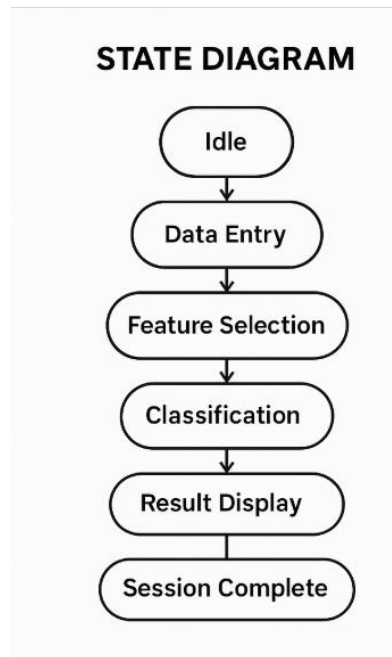 STATE DIAGRAM
Idle
Data Entry
Feature Selection
Classification
Result Display
Session Complete